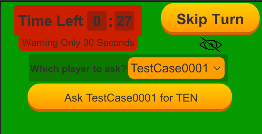 Time Left 0 : 27
Skip Turn
Warning Only 30 Seconds
Which player to ask? TestCase0001
Ask TestCase0001 for TEN